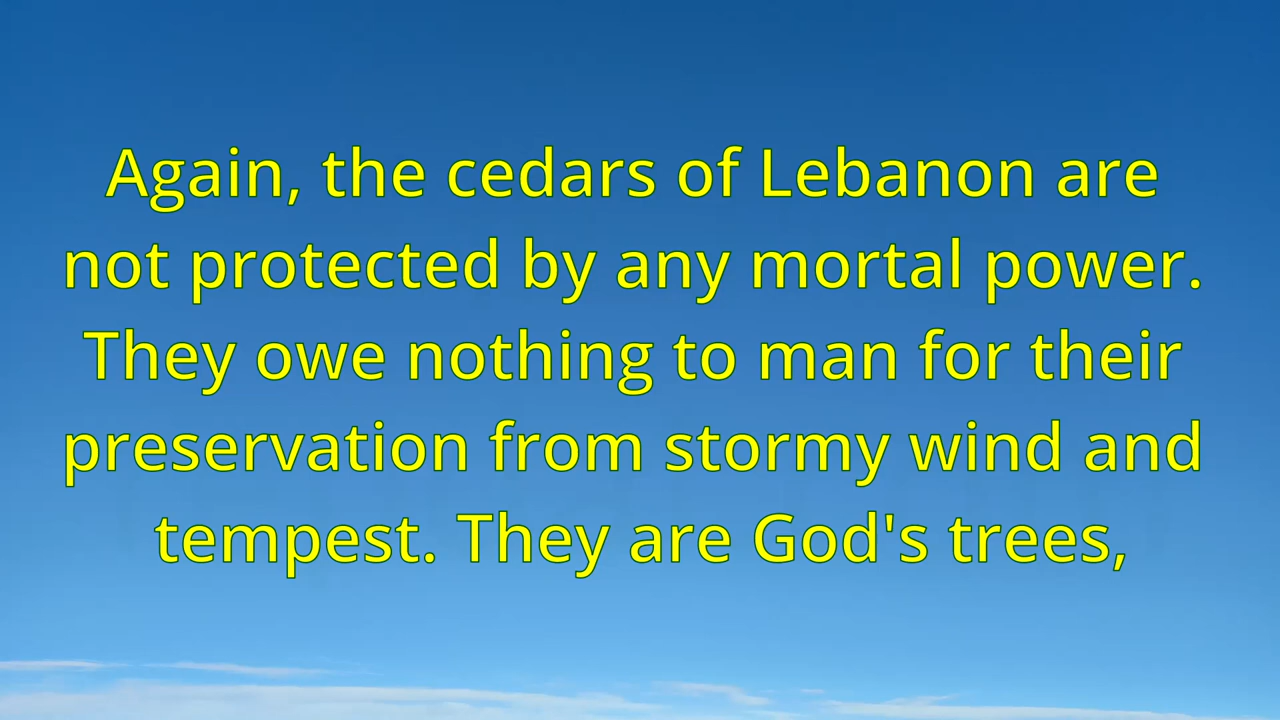 Again, the cedars of Lebanon are
not protected by any mortal power.
They owe nothing to man for their
preservation from stormy wind and
tempest. They are God's trees,